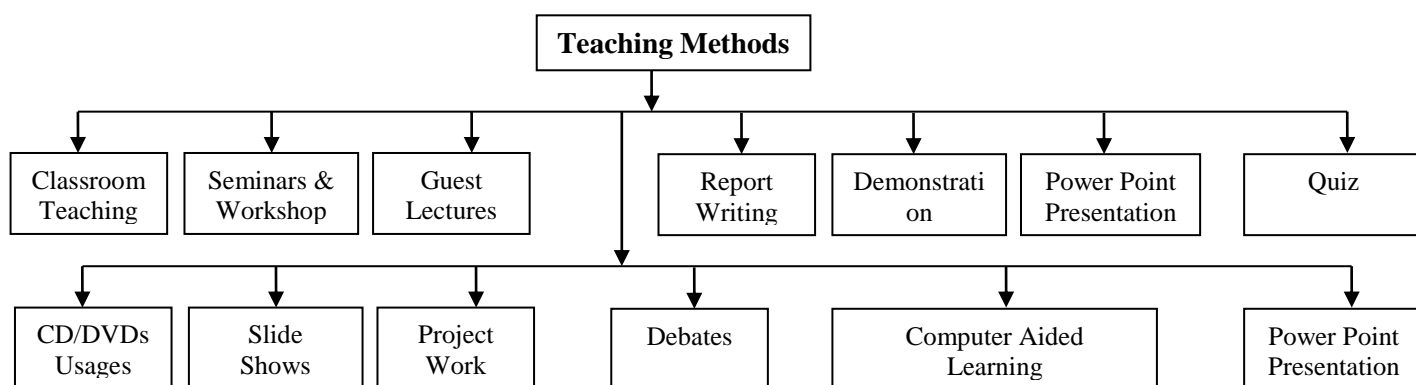 Teaching Methods
Classroom
Teaching
Seminars &
Workshop
Guest
Lectures
Report
Writing
Demonstrati
on
Power Point
Presentation
Quiz
CD/DVDs
Usages
Slide
Shows
Project
Work
Debates
Computer Aided
Learning
Power Point
Presentation